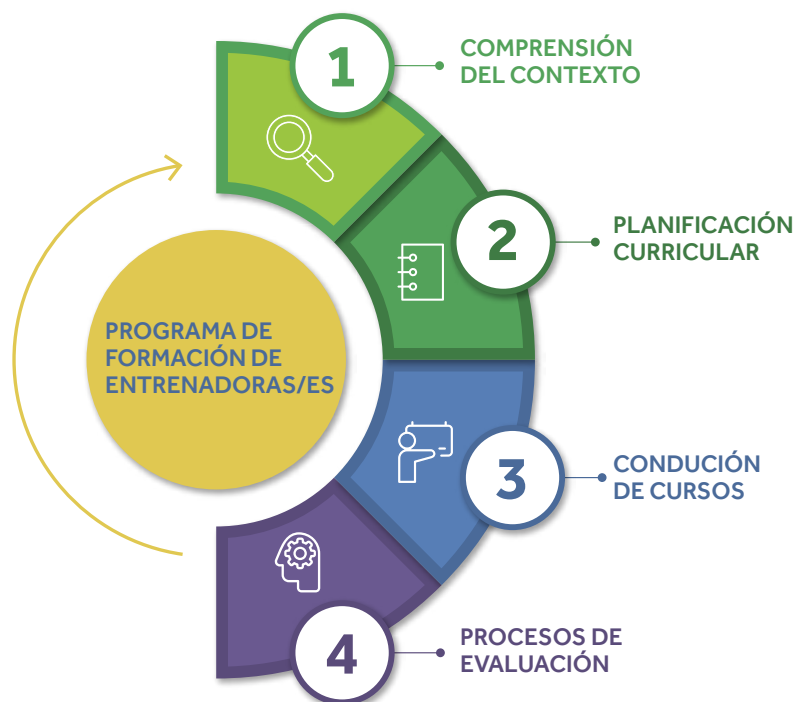 1
COMPRENSIÓN
DEL CONTEXTO
2
PLANIFICACIÓN
CURRICULAR
PROGRAMA DE
FORMACIÓN DE
ENTRENADORAS/ES
3
CONDUCIÓN
DE CURSOS
4
PROCESOS DE
EVALUACIÓN